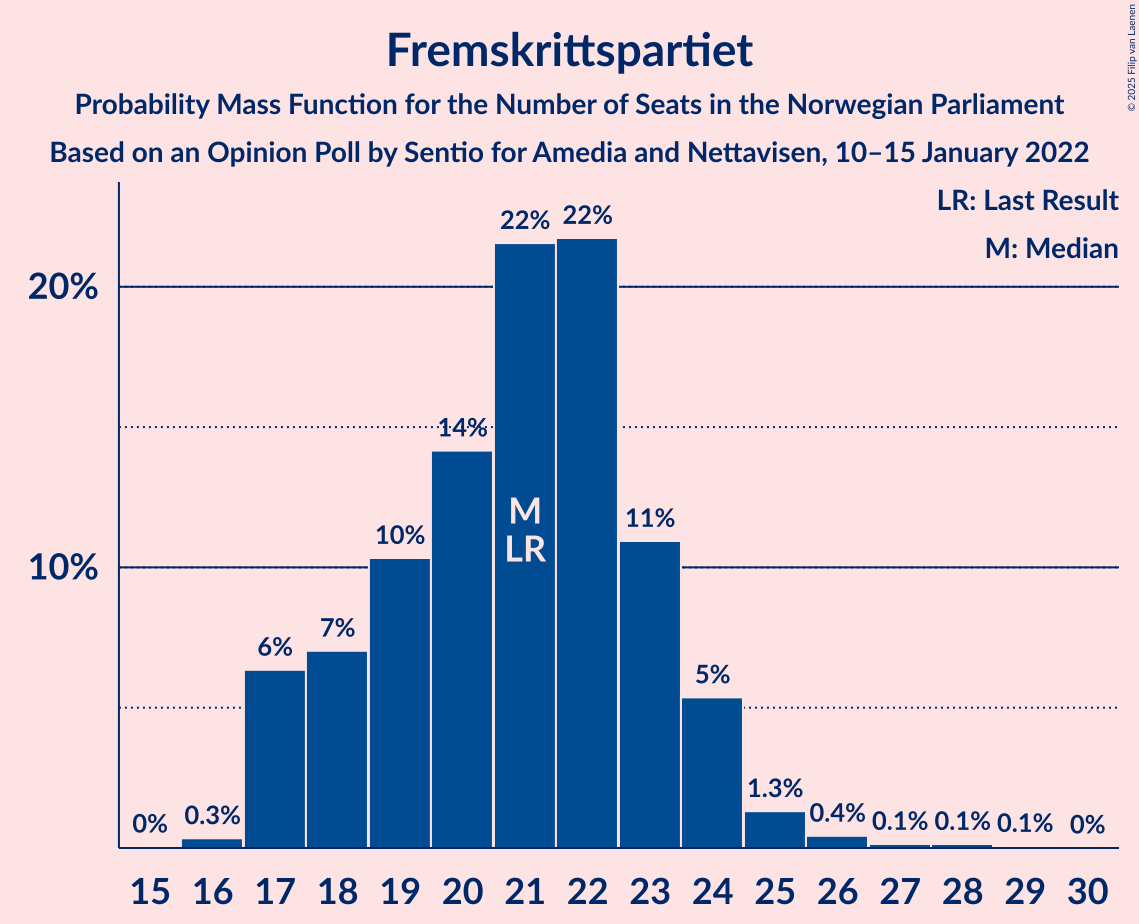 Fremskrittspartiet
Probability Mass Function for the Number of Seats in the Norwegian Parliament
Based on an Opinion Poll by Sentio for Amedia and Nettavisen, 10–15 January 2022
© 2025 Filip van Laenen
LR: Last Result
M: Median
20%
10%
0%
0.3%
6%
7%
10%
14%
22%
22%
11%
5%
1.3%
0.4%
0.1%
0.1%
0.1%
0%
M
LR
15 16 17 18 19 20 21 22 23 24 25 26 27 28 29 30